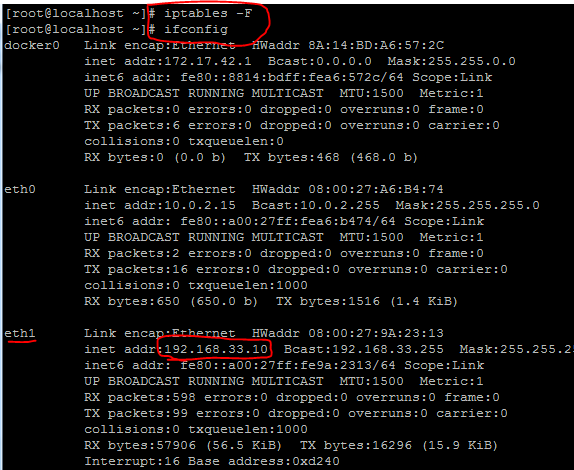 [root@localhost ~]# iptables -F
[root@localhost ~]# ifconfig
docker0   Link encap:Ethernet  HWaddr 8A:14:BD:A6:57:2C
          inet addr:172.17.42.1  Bcast:0.0.0.0  Mask:255.255.0.0
          inet6 addr: fe80::8814:bdff:fea6:572c/64 Scope:Link
          UP BROADCAST RUNNING MULTICAST  MTU:1500  Metric:1
          RX packets:0 errors:0 dropped:0 overruns:0 frame:0
          TX packets:6 errors:0 dropped:0 overruns:0 carrier:0
          collisions:0 txqueuelen:0
          RX bytes:0 (0.0 b)  TX bytes:468 (468.0 b)
eth0      Link encap:Ethernet  HWaddr 08:00:27:A6:B4:74
          inet addr:10.0.2.15  Bcast:10.0.2.255  Mask:255.255.255.0
          inet6 addr: fe80::a00:27ff:fea6:b474/64 Scope:Link
          UP BROADCAST RUNNING MULTICAST  MTU:1500  Metric:1
          RX packets:2 errors:0 dropped:0 overruns:0 frame:0
          TX packets:16 errors:0 dropped:0 overruns:0 carrier:0
          collisions:0 txqueuelen:1000
          RX bytes:650 (650.0 b)  TX bytes:1516 (1.4 KiB)
eth1      Link encap:Ethernet  HWaddr 08:00:27:9A:23:13
          inet addr:192.168.33.10  Bcast:192.168.33.255  Mask:255.255.2
          inet6 addr: fe80::a00:27ff:fe9a:2313/64 Scope:Link
          UP BROADCAST RUNNING MULTICAST  MTU:1500  Metric:1
          RX packets:598 errors:0 dropped:0 overruns:0 frame:0
          TX packets:99 errors:0 dropped:0 overruns:0 carrier:0
          collisions:0 txqueuelen:1000
          RX bytes:57906 (56.5 KiB)  TX bytes:16296 (15.9 KiB)
          Interrupt:16 Base address:0xd240